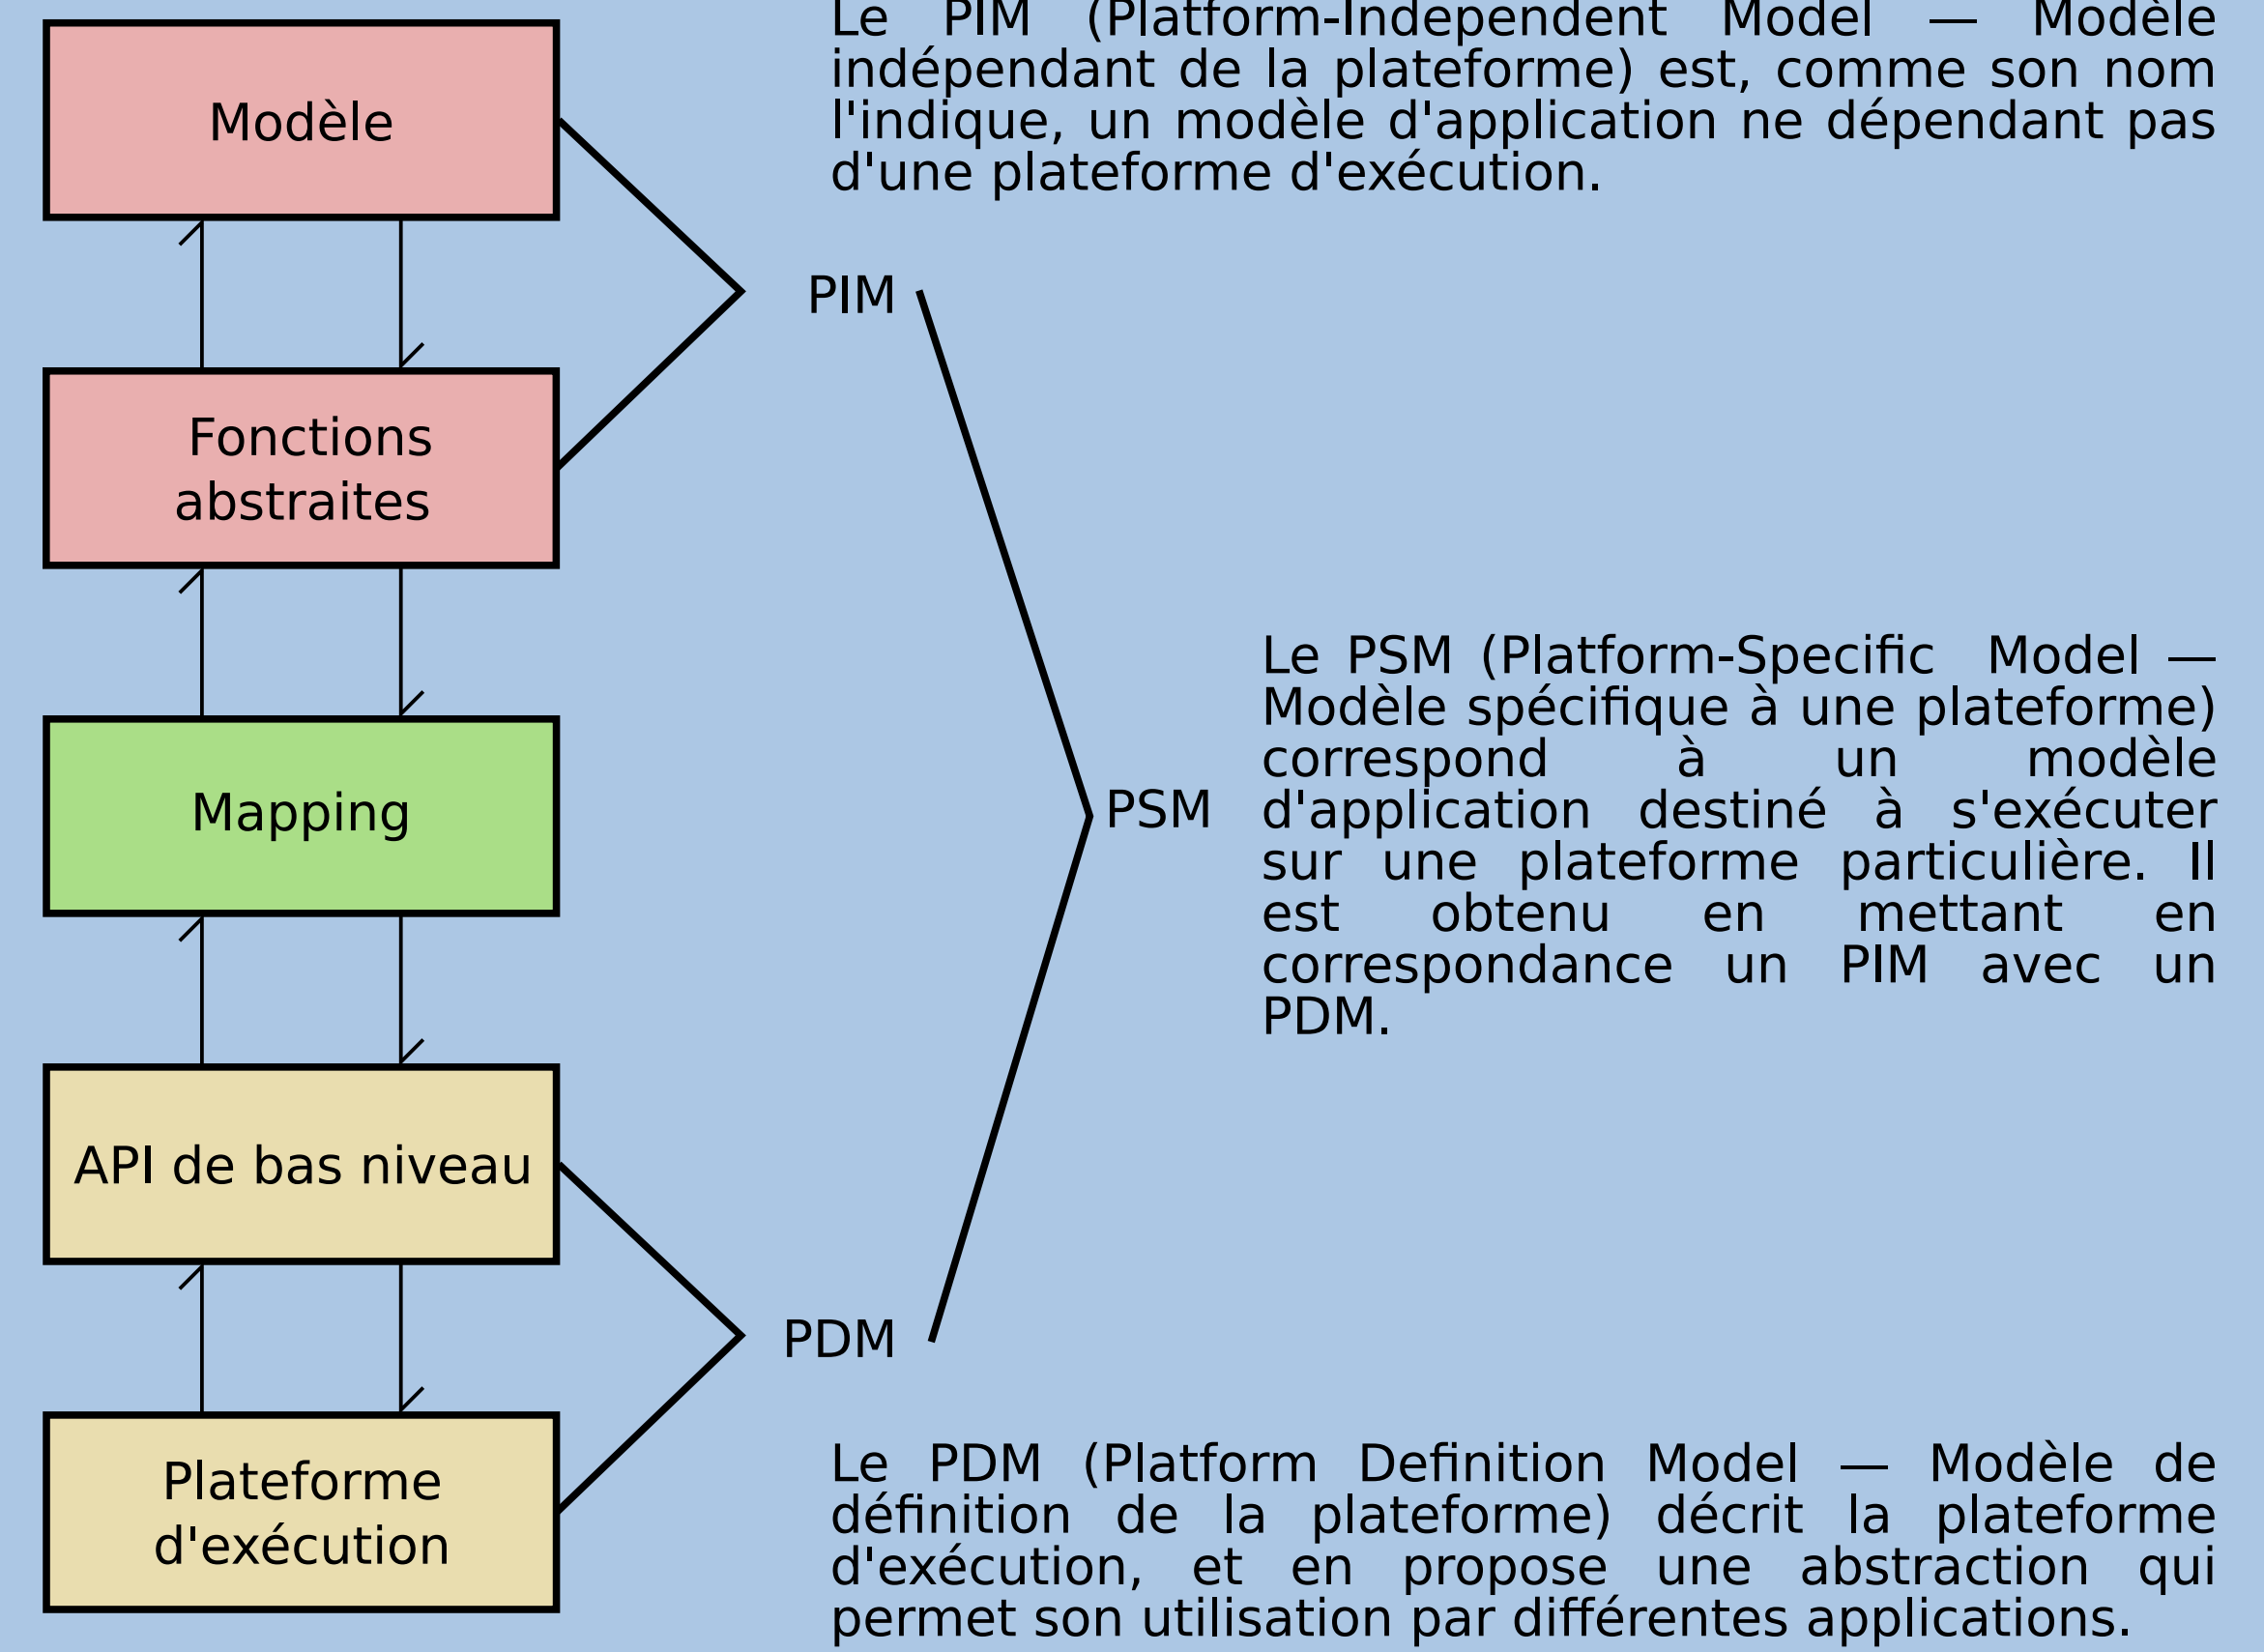 Le PIM (Platform-Independent Model — Modèle
indépendant de la plateforme) est, comme son nom
l'indique, un modèle d'application ne dépendant pas
d'une plateforme d'exécution.
Modèle
PIM
Fonctions
abstraites
Mapping
PSM
Le PSM (Platform-Specific Model —
Modèle spécifique à une plateforme)
correspond à un modèle
d'application destiné à s'exécuter
sur une plateforme particulière. Il
est obtenu en mettant en
correspondance un PIM avec un
PDM.
API de bas niveau
PDM
Plateforme
d'exécution
Le PDM (Platform Definition Model — Modèle de
définition de la plateforme) décrit la plateforme
d'exécution, et en propose une abstraction qui
permet son utilisation par différentes applications.